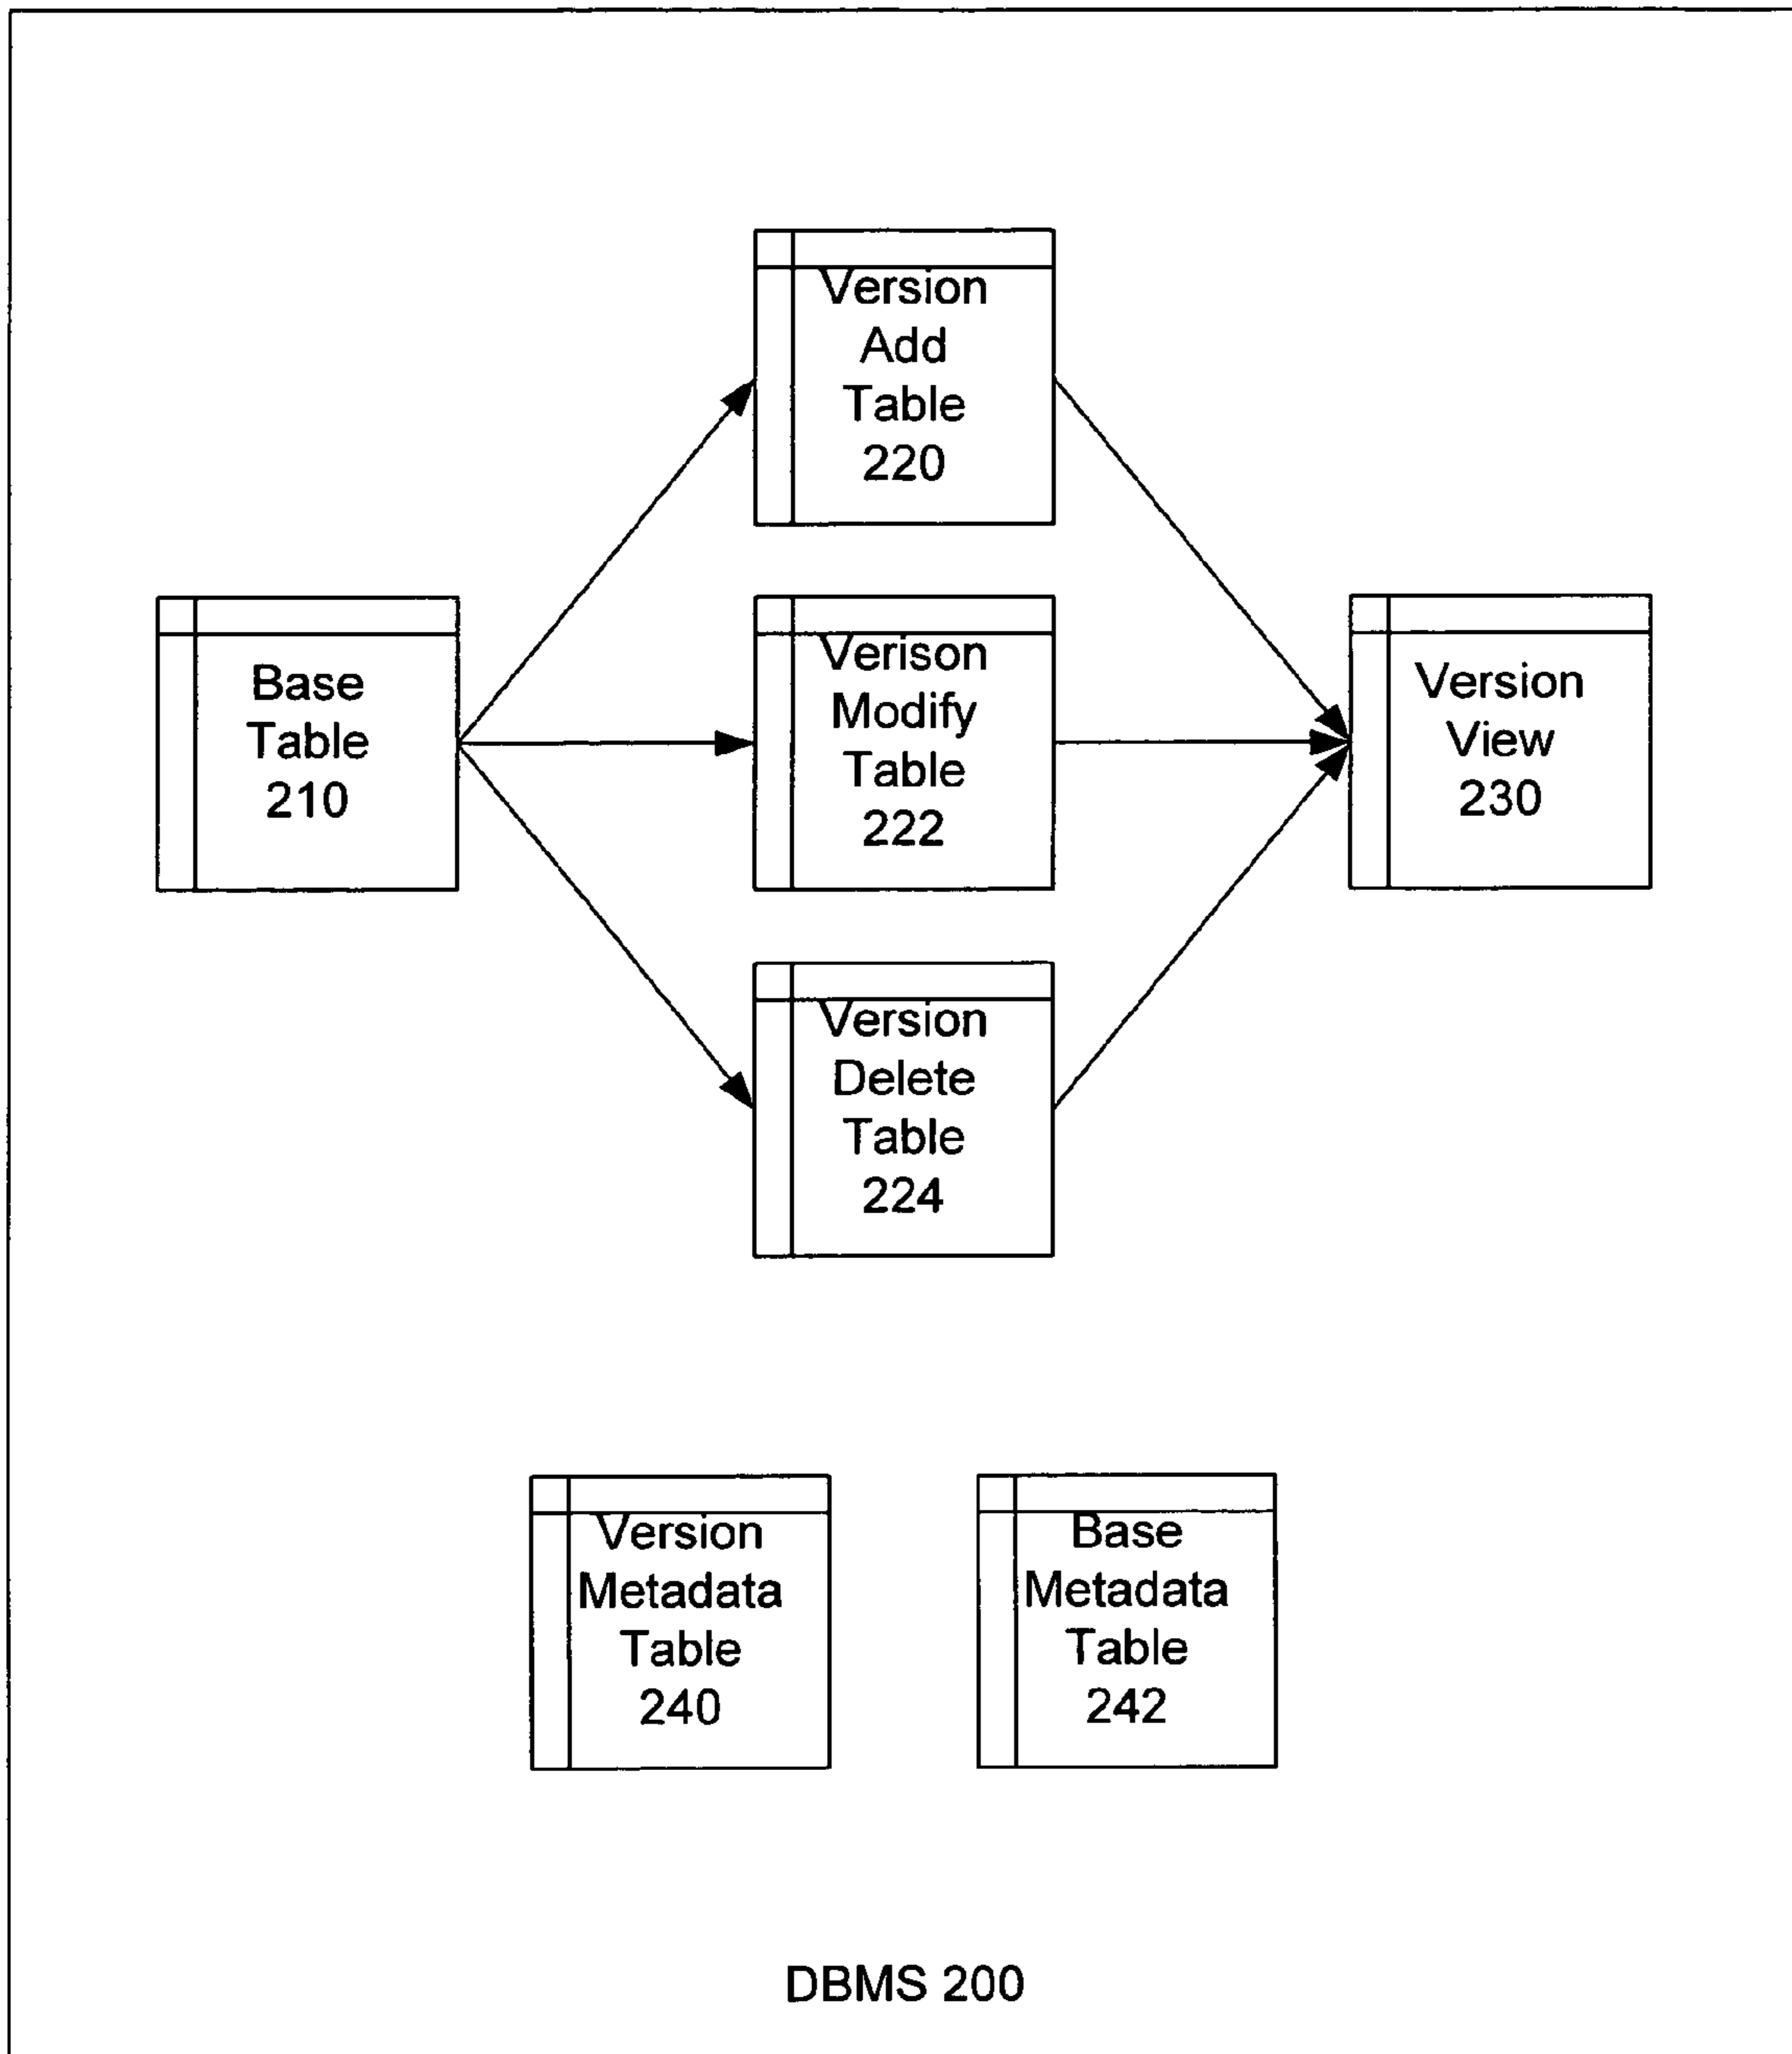 Version
Add
Table
220
Base
Table
210
Verison
Modify
Table
222
Version
View
230
Version
Delete
Table
224
Version
Metadata
Table
240
Base
Metadata
Table
242
DBMS 200